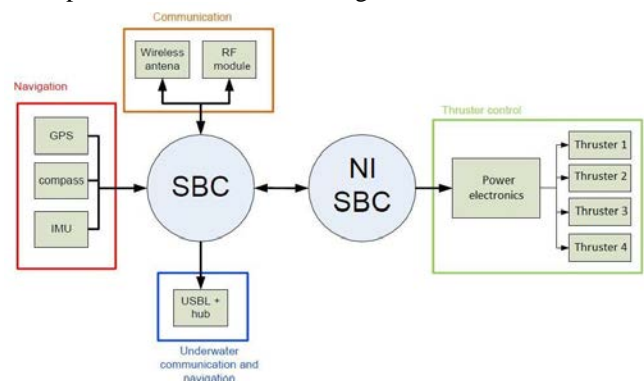 Communication
Wireless
antena
RF
module
Navigation
GPS
compass
IMU
SBC
NI
SBC
Thruster control
Power
electronics
Thruster 1
Thruster 2
Thruster 3
Thruster 4
USBL +
hub
Underwater
communication and
navigation